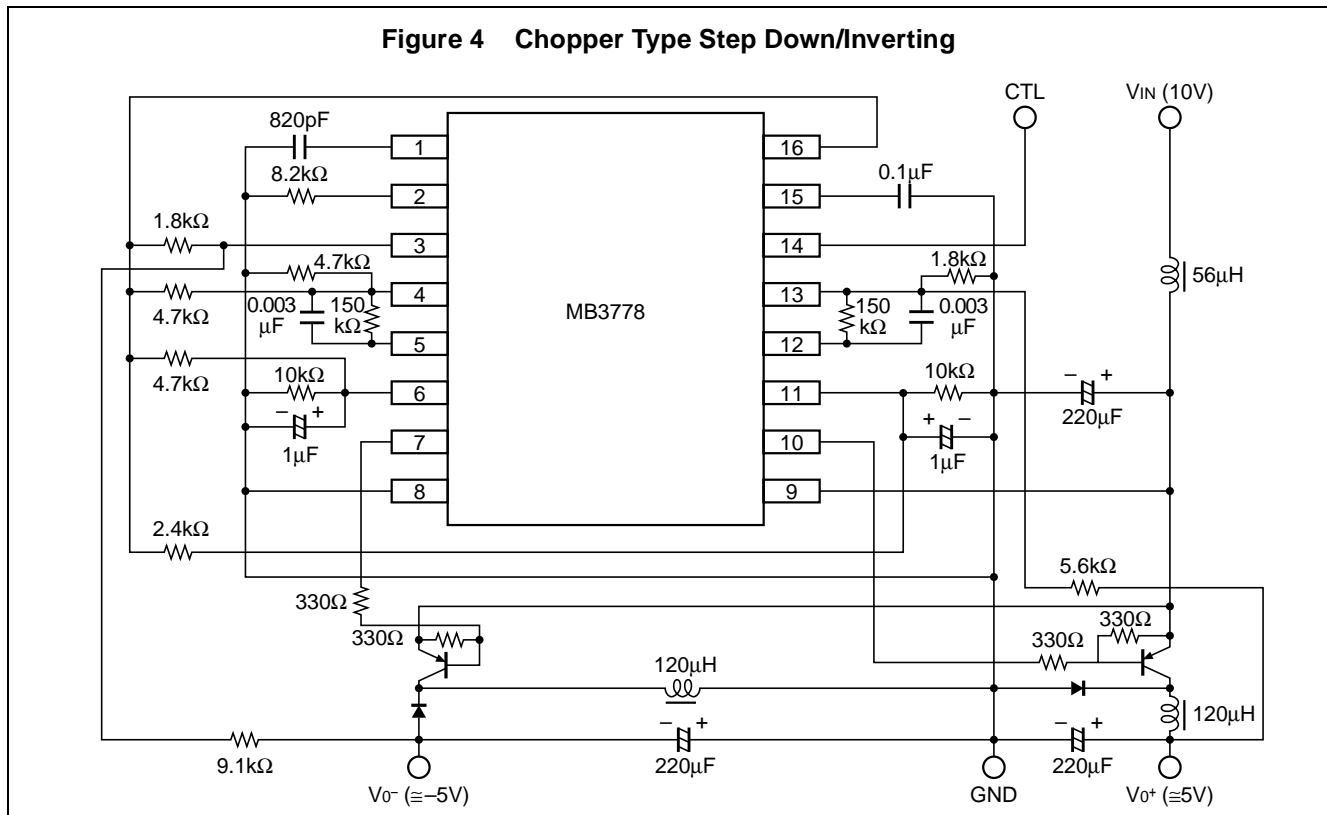 Figure 4 Chopper Type Step Down/Inverting
CTL
VIN (10V)
820pF
1
16
8.2kΩ
0.1µF
2
15
1.8kΩ
3
14
4.7kΩ
1.8kΩ
56µH
4
13
4.7kΩ
0.003
µF
150
kΩ
MB3778
150
kΩ
0.003
µF
5
12
4.7kΩ
10kΩ
10kΩ
– +
6
11
220µF
– +
1µF
+ –
1µF
7
10
8
9
2.4kΩ
5.6kΩ
330Ω
330Ω
330Ω
330Ω
120µH
120µH
– +
– +
9.1kΩ
220µF
220µF
V0– (≅–5V)
GND
V0+ (≅5V)